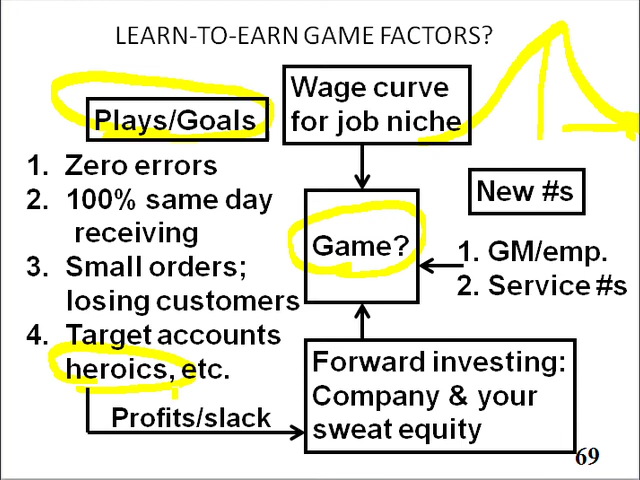 LEARN-TO-EARN GAME FACTORS?
Wage curve
for job niche
Plays/Goals
1. Zero errors
2. 100% same day
receiving
3. Small orders;
losing customers
4. Target accounts
heroics, etc.
Profits/slack
Game?
New #s
1. GM/emp.
2. Service #s
Forward investing:
Company & your
sweat equity
69